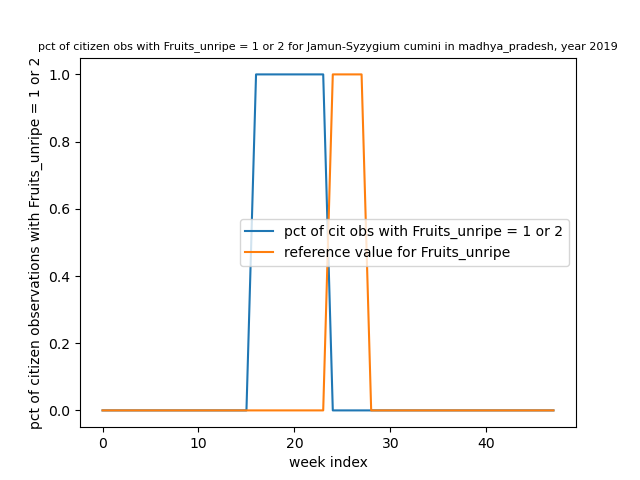 pct of citizen obs with Fruits_unripe = 1 or 2 for Jamun-Syzygium cumini in madhya_pradesh, year 2019
pct of citizen observations with Fruits_unripe = 1 or 2
1.0
0.8
0.6
0.4
0.2
0.0
pct of cit obs with Fruits_unripe = 1 or 2
reference value for Fruits_unripe
0 10 20 30 40
week index